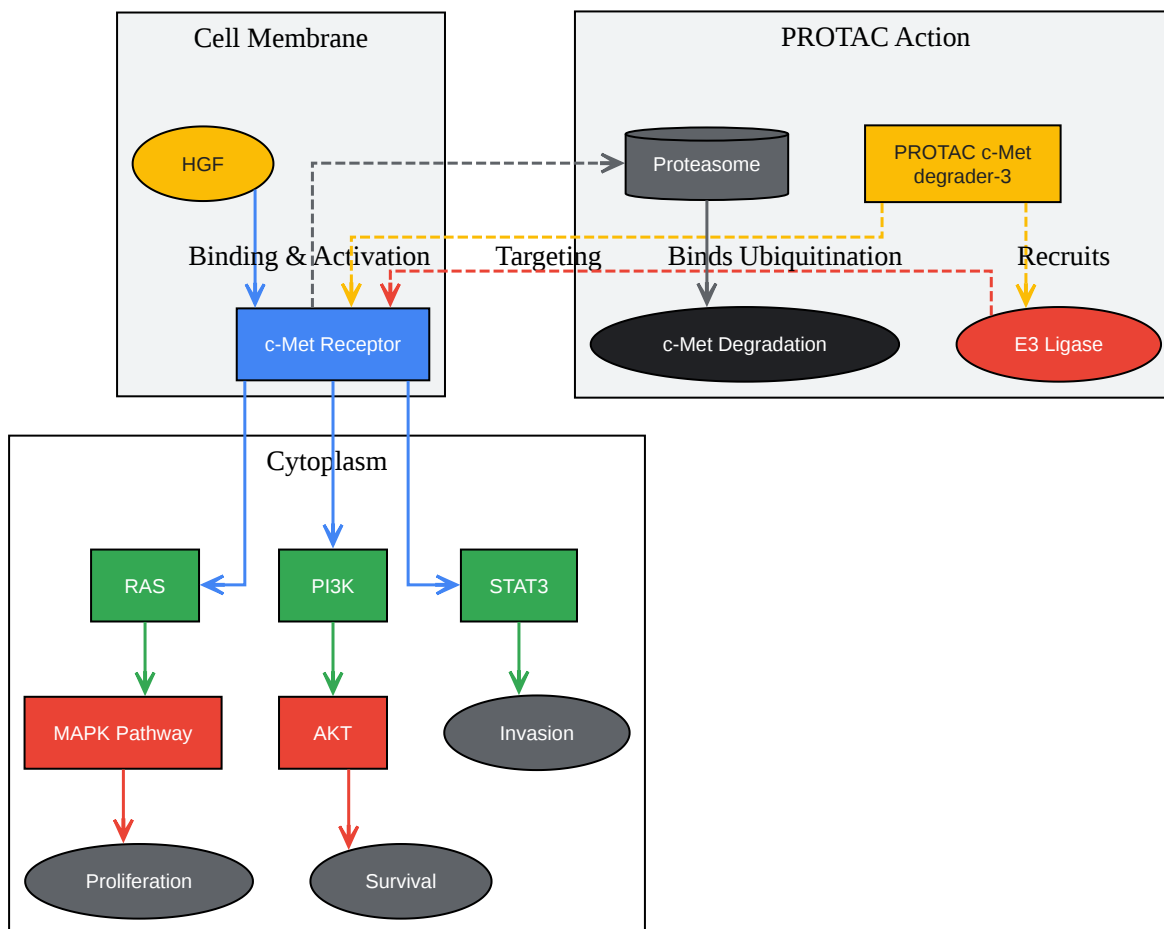 Cell Membrane
PROTAC Action
HGF
Proteasome
PROTAC c-Met
degrader-3
Binding & Activation
Targeting
Binds
Ubiquitination
Recruits
c-Met Receptor
c-Met Degradation
E3 Ligase
Cytoplasm
RAS
PI3K
STAT3
MAPK Pathway
AKT
Invasion
Proliferation
Survival